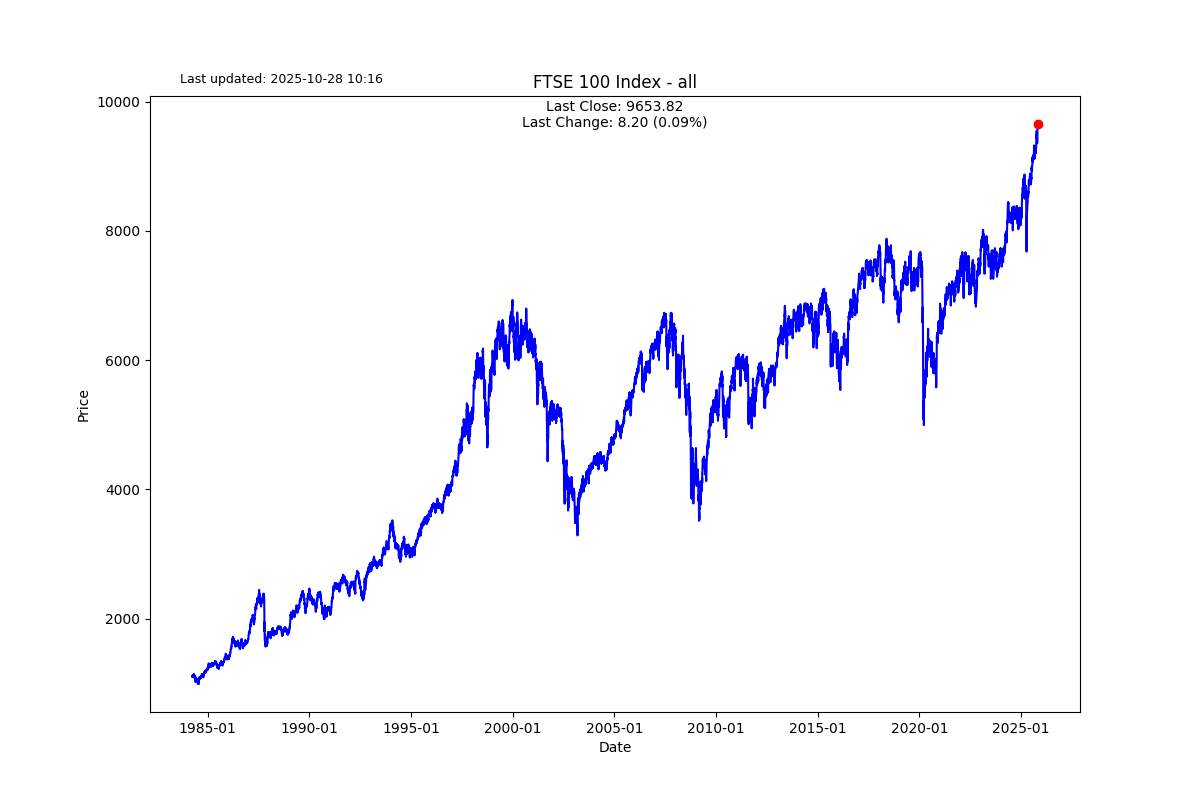 Last updated: 2025-10-28 10:16
FTSE 100 Index - all
Last Close: 9653.82
Last Change: 8.20 (0.09%)
10000
8000
6000
4000
2000
Price
1985-01 1990-01 1995-01 2000-01 2005-01 2010-01 2015-01 2020-01 2025-01
Date